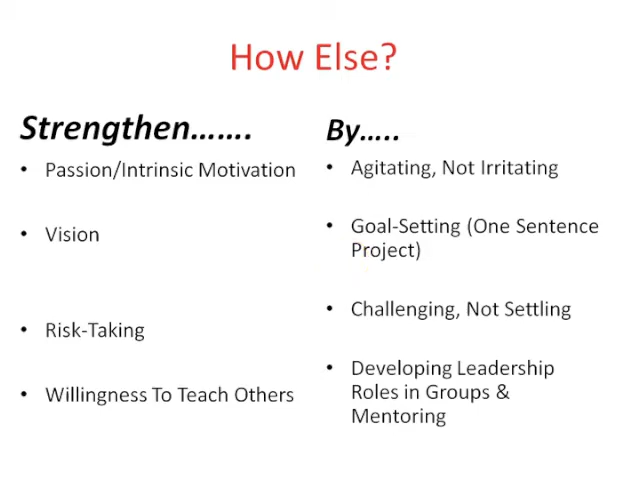 How Else?
Strengthen…….
• Passion/Intrinsic Motivation
• Vision
• Risk-Taking
• Willingness To Teach Others
By…..
• Agitating, Not Irritating
• Goal-Setting (One Sentence
Project)
• Challenging, Not Settling
• Developing Leadership
Roles in Groups &
Mentoring